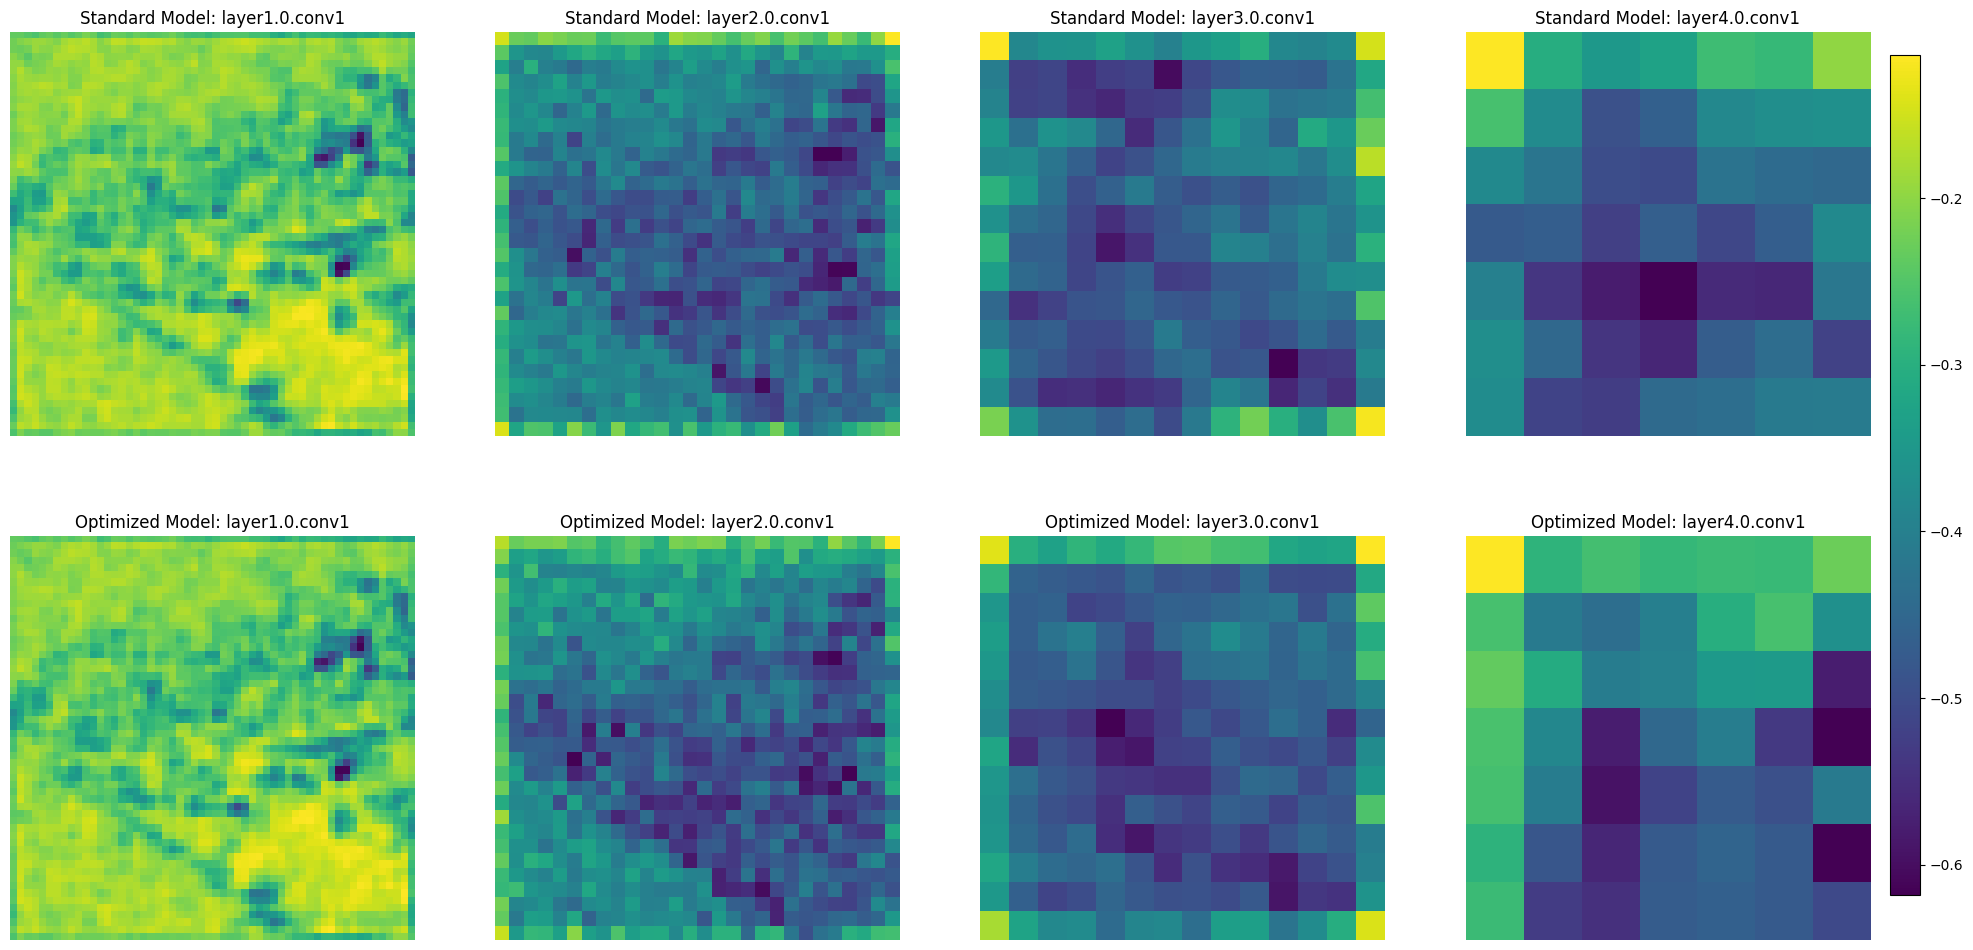 Standard Model: layer1.0.conv1
Standard Model: layer2.0.conv1
Standard Model: layer3.0.conv1
Standard Model: layer4.0.conv1
−0.2
−0.3
−0.4
−0.5
−0.6
Optimized Model: layer1.0.conv1
Optimized Model: layer2.0.conv1
Optimized Model: layer3.0.conv1
Optimized Model: layer4.0.conv1